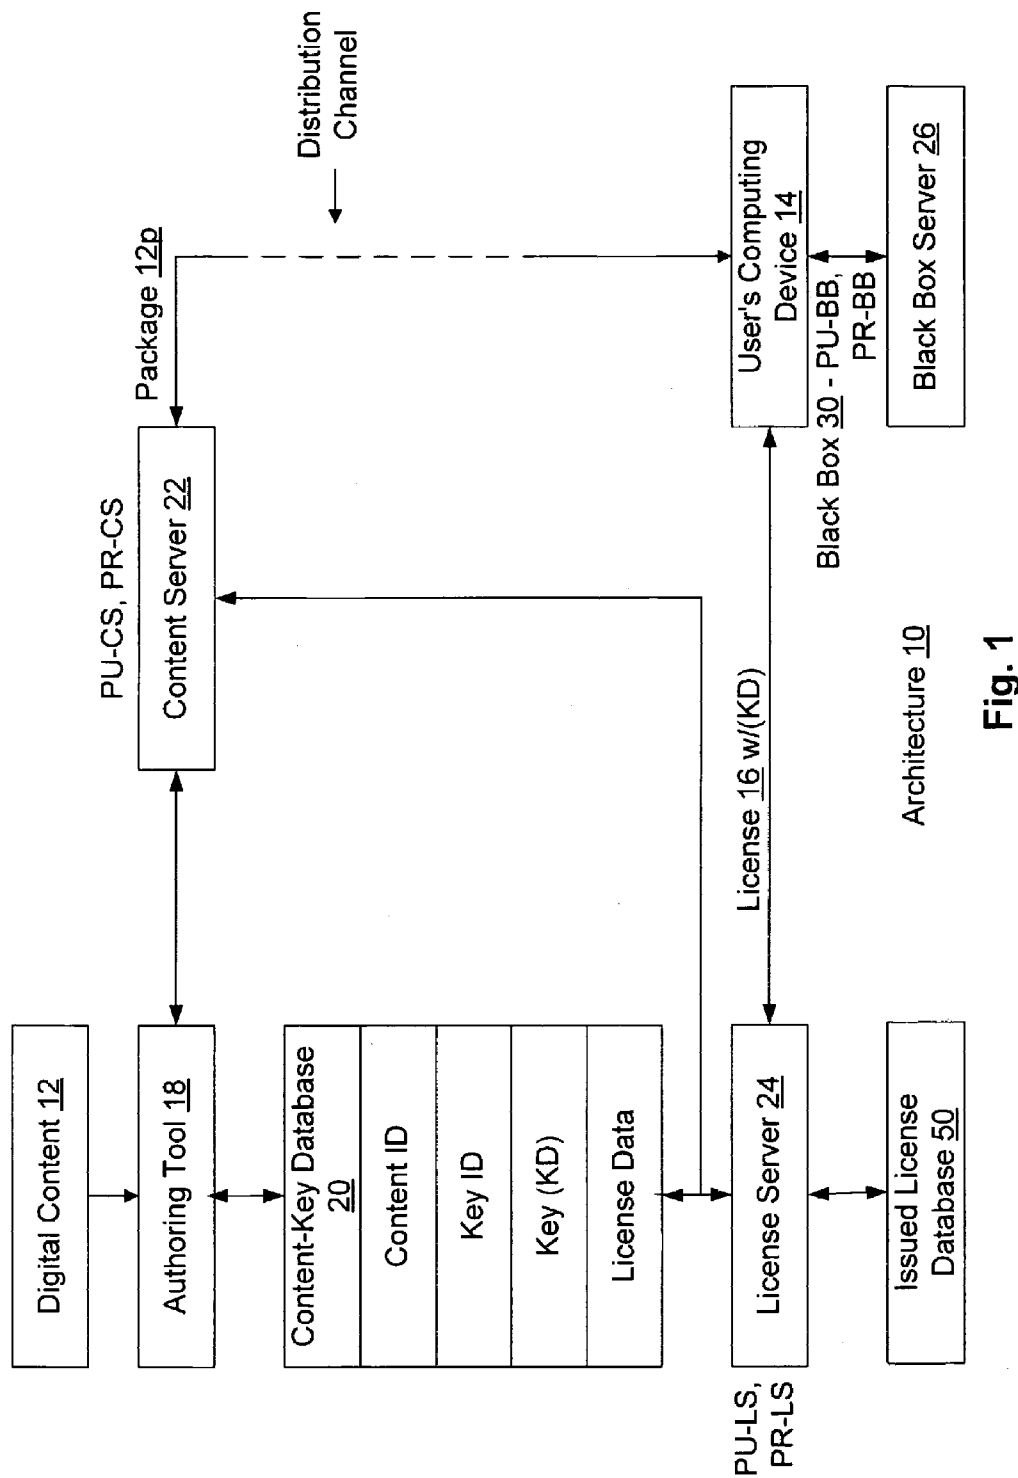 Digital Content 12
Authoring Tool 18
Content-Key Database
20
Content ID
Key ID
Key (KD)
License Data
PU-LS,
PR-LS
License Server 24
Issued License
Database 50
PU-CS, PR-CS
Content Server 22
Package 12p
Distribution
Channel
License 16 w/(KD)
User's Computing
Device 14
Black Box 30 - PU-BB,
PR-BB
Black Box Server 26
Architecture 10
Fig. 1